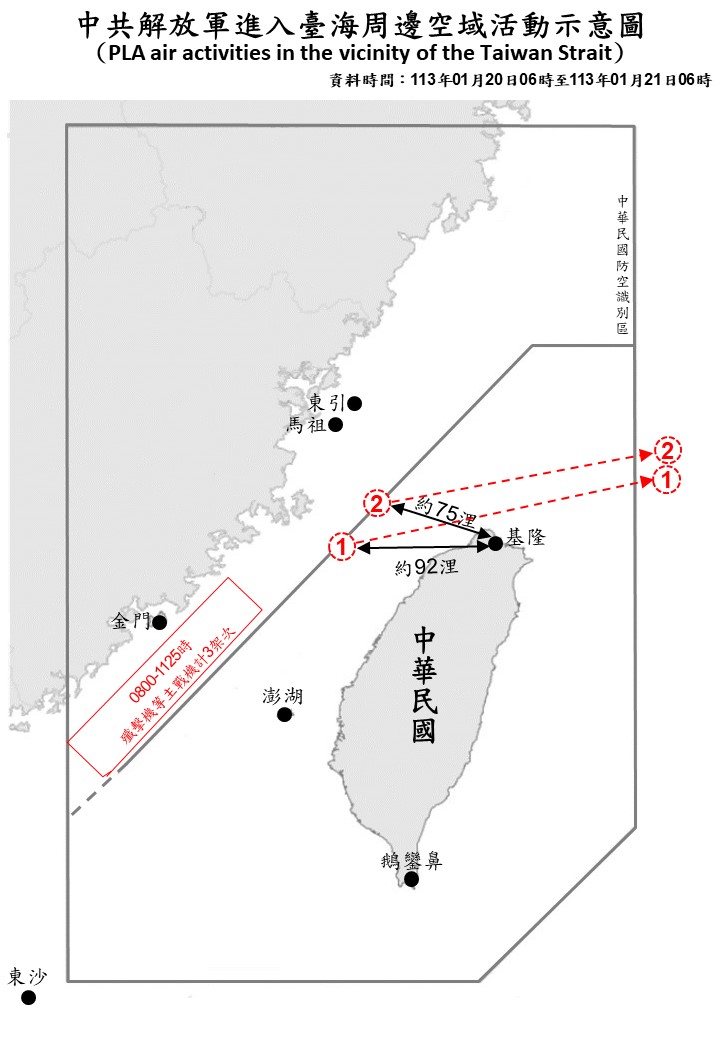 中共解放軍進入臺海周邊空域活動示意圖
（PLA air activities in the vicinity of the Taiwan Strait）
資料時間：113年01月20日06時至113年01月21日06時
中華民國防空識別區
東引
馬祖
2
1
2
約75浬
1
基隆
約92浬
金門
0800-1125時
殲擊機等主戰機計3架次
中華民國
澎湖
鵝鑾鼻
東沙